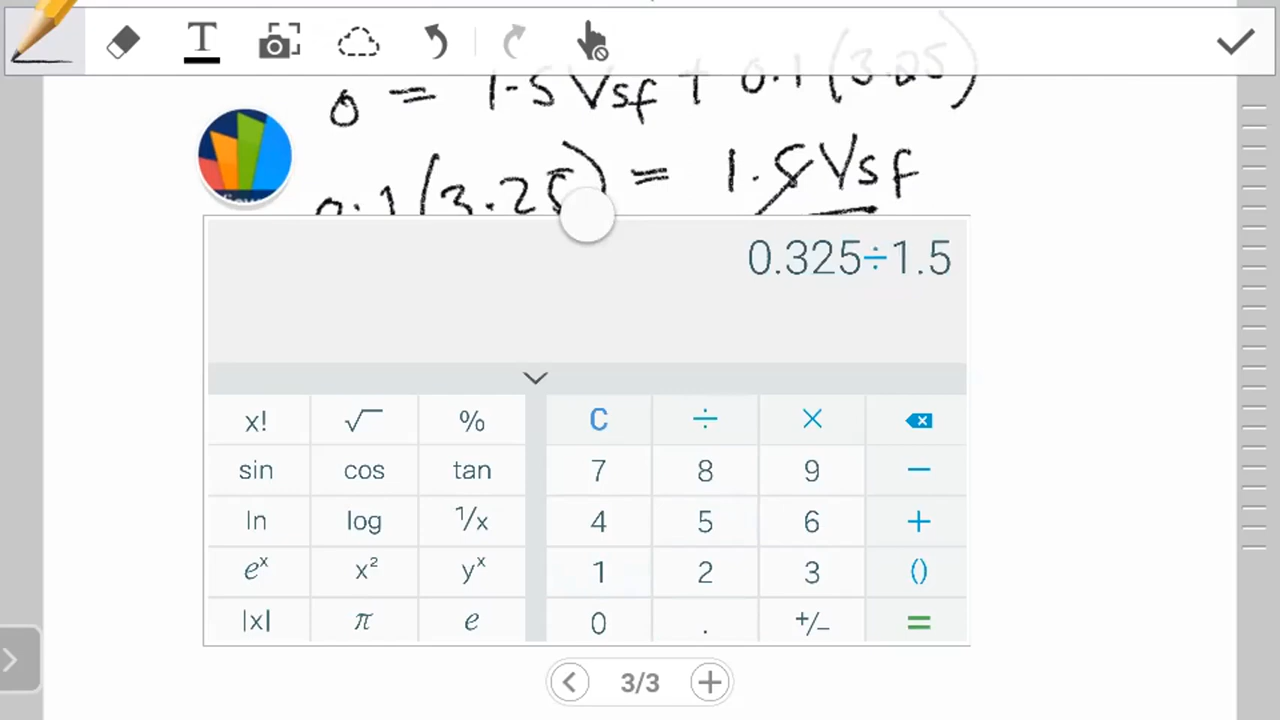 T
0 = 1.5 Vsf + 0.1 (3.25)
0.1 (3.25) = 1.5 Vsf
0.325÷1.5
x! √ % C ÷ ×
sin cos tan 7 8 9 −
ln log 1/x 4 5 6 +
eˣ x² yˣ 1 2 3 ()
|x| π e 0 . +/− =
3/3